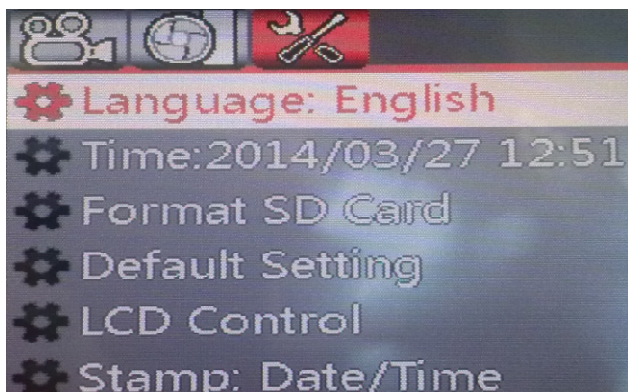 Language: English
Time:2014/03/27 12:51
Format SD Card
Default Setting
LCD Control
Stamp: Date/Time